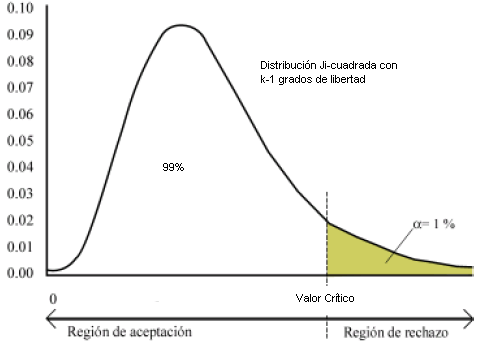 0.10
0.09
0.08
0.07
0.06
0.05
0.04
0.03
0.02
0.01
0.00
Distribución Ji-cuadrada con
k-1 grados de libertad
99%
α= 1 %
0
Valor Crítico
Región de aceptación
Región de rechazo